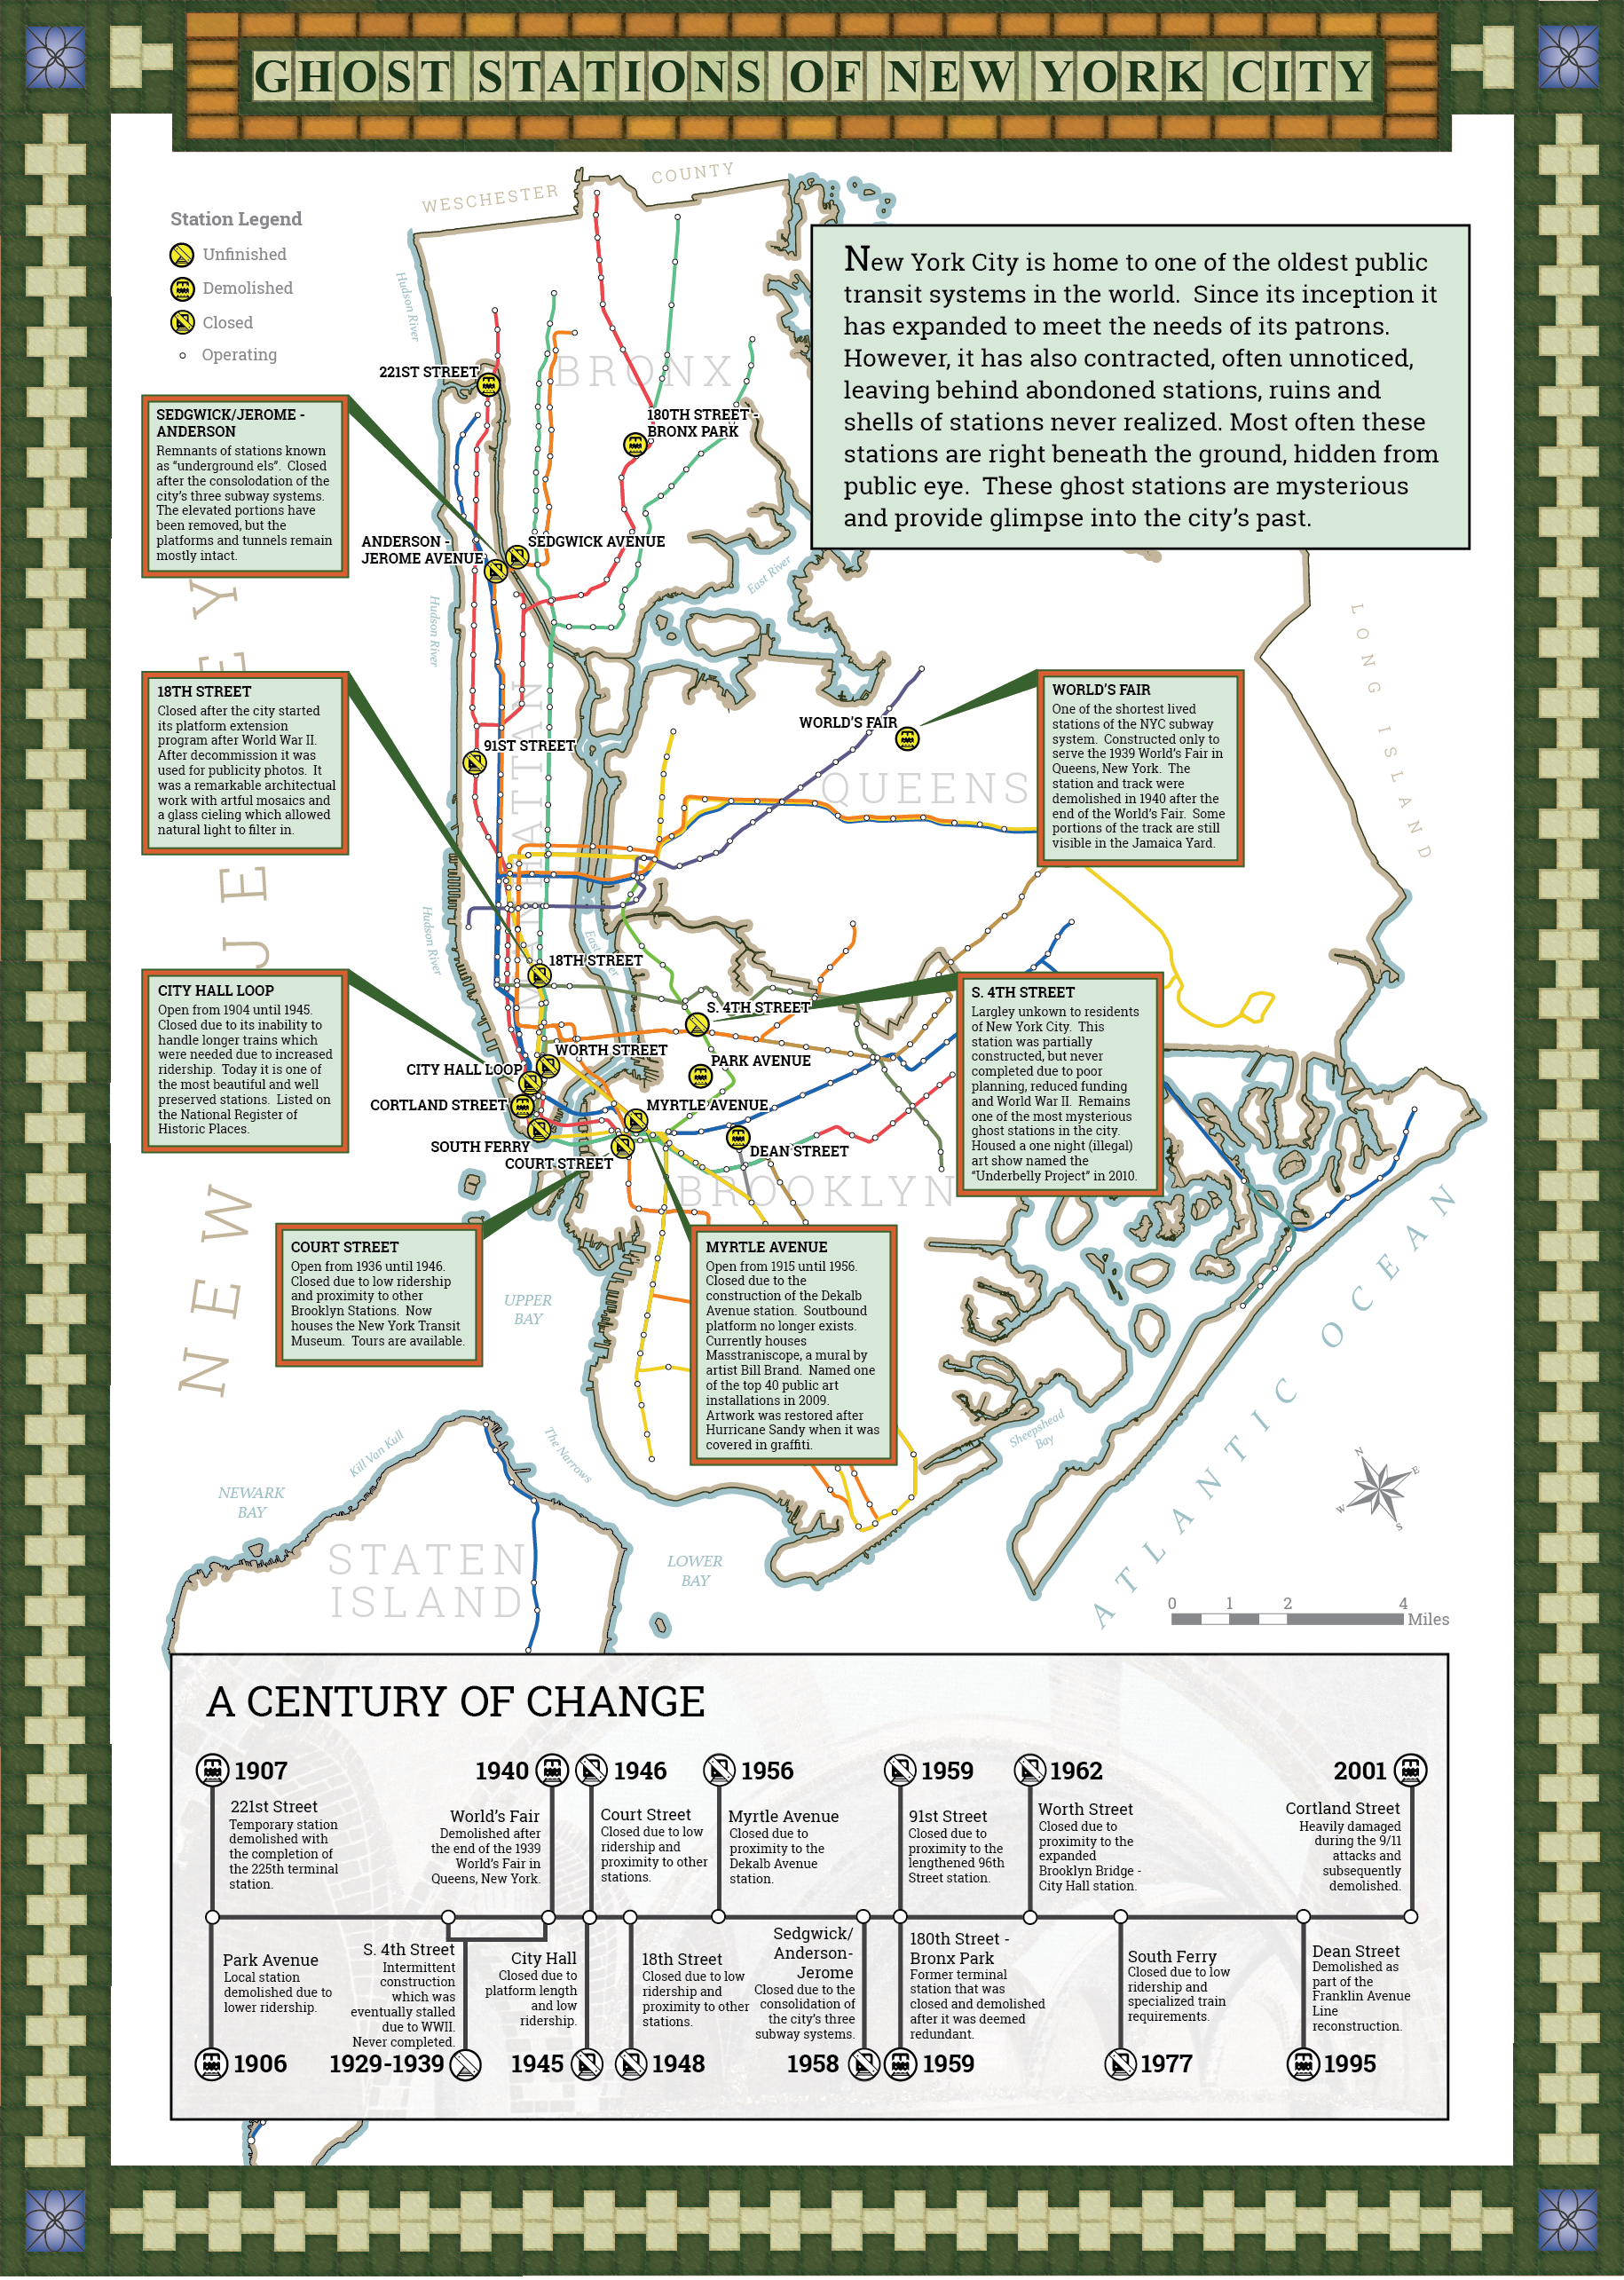 GHOST STATIONS OF NEW YORK CITY
WESCHESTER COUNTY
Station Legend
Unfinished
Demolished
Closed
Operating
New York City is home to one of the oldest public
transit systems in the world. Since its inception it
has expanded to meet the needs of its patrons.
However, it has also contracted, often unnoticed,
leaving behind abondoned stations, ruins and
shells of stations never realized. Most often these
stations are right beneath the ground, hidden from
public eye. These ghost stations are mysterious
and provide glimpse into the city's past.
Hudson River
BRONX
221ST STREET
180TH STREET -
BRONX PARK
SEDGWICK/JEROME -
ANDERSON
Remnants of stations known
as "underground els". Closed
after the consolodation of the
city's three subway systems.
The elevated portions have
been removed, but the
platforms and tunnels remain
mostly intact.
ANDERSON -
JEROME AVENUE
SEDGWICK AVENUE
East River
Hudson River
LONG ISLAND
NEW JERSEY
18TH STREET
Closed after the city started
its platform extension
program after World War II.
After decommission it was
used for publicity photos. It
was a remarkable architectual
work with artful mosaics and
a glass cieling which allowed
natural light to filter in.
MANHATTAN
91ST STREET
WORLD'S FAIR
QUEENS
WORLD'S FAIR
One of the shortest lived
stations of the NYC subway
system. Constructed only to
serve the 1939 World's Fair in
Queens, New York. The
station and track were
demolished in 1940 after the
end of the World's Fair. Some
portions of the track are still
visible in the Jamaica Yard.
Hudson River
East River
18TH STREET
CITY HALL LOOP
Open from 1904 until 1945.
Closed due to its inability to
handle longer trains which
were needed due to increased
ridership. Today it is one of
the most beautiful and well
preserved stations. Listed on
the National Register of
Historic Places.
S. 4TH STREET
WORTH STREET
PARK AVENUE
CITY HALL LOOP
CORTLAND STREET
MYRTLE AVENUE
SOUTH FERRY
COURT STREET
DEAN STREET
BROOKLYN
S. 4TH STREET
Largley unkown to residents
of New York City. This
station was partially
constructed, but never
completed due to poor
planning, reduced funding
and World War II. Remains
one of the most mysterious
ghost stations in the city.
Housed a one night (illegal)
art show named the
"Underbelly Project" in 2010.
COURT STREET
Open from 1936 until 1946.
Closed due to low ridership
and proximity to other
Brooklyn Stations. Now
houses the New York Transit
Museum. Tours are available.
UPPER
BAY
MYRTLE AVENUE
Open from 1915 until 1956.
Closed due to the
construction of the Dekalb
Avenue station. Soutbound
platform no longer exists.
Currently houses
Masstraniscope, a mural by
artist Bill Brand. Named one
of the top 40 public art
installations in 2009.
Artwork was restored after
Hurricane Sandy when it was
covered in graffiti.
Sheepshead
Bay
ATLANTIC OCEAN
Kill Van Kull
The Narrows
NEWARK
BAY
STATEN
ISLAND
LOWER
BAY
N
E
W
S
0 1 2 4
Miles
A CENTURY OF CHANGE
1907
221st Street
Temporary station
demolished with
the completion of
the 225th terminal
station.
1940
World's Fair
Demolished after
the end of the 1939
World's Fair in
Queens, New York.
1946
Court Street
Closed due to low
ridership and
proximity to other
stations.
1956
Myrtle Avenue
Closed due to
proximity to the
Dekalb Avenue
station.
1959
91st Street
Closed due to
proximity to the
lengthened 96th
Street station.
1962
Worth Street
Closed due to
proximity to the
expanded
Brooklyn Bridge -
City Hall station.
2001
Cortland Street
Heavily damaged
during the 9/11
attacks and
subsequently
demolished.
Park Avenue
Local station
demolished due to
lower ridership.
1906
S. 4th Street
Intermittent
construction
which was
eventually stalled
due to WWII.
Never completed.
1929-1939
City Hall
Closed due to
platform length
and low
ridership.
1945
18th Street
Closed due to low
ridership and
proximity to other
stations.
1948
Sedgwick/
Anderson-
Jerome
Closed due to the
consolidation of
the city's three
subway systems.
1958
180th Street -
Bronx Park
Former terminal
station that was
closed and demolished
after it was deemed
redundant.
1959
South Ferry
Closed due to low
ridership and
specialized train
requirements.
1977
Dean Street
Demolished as
part of the
Franklin Avenue
Line
reconstruction.
1995